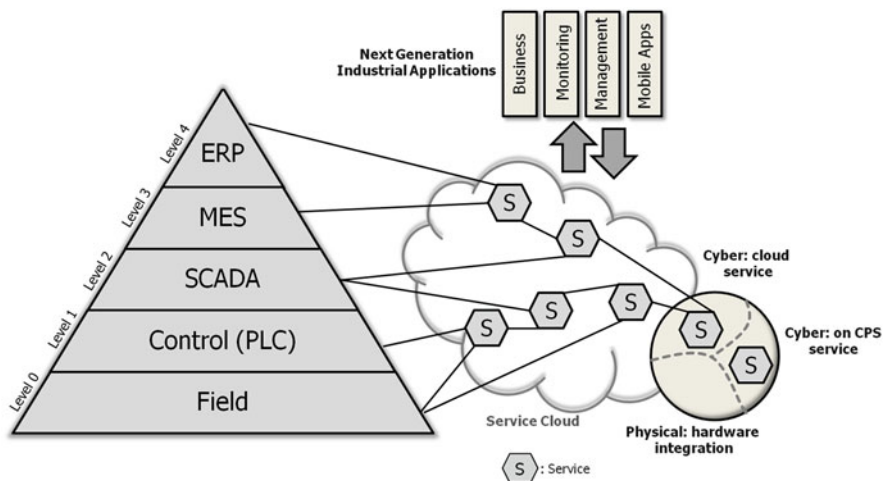 Next Generation
Industrial Applications
Business
Monitoring
Management
Mobile Apps
Level 4
ERP
Level 3
MES
Level 2
SCADA
Level 1
Control (PLC)
Level 0
Field
S
S
S
S
S
S
S
Cyber: cloud
service
Cyber: on CPS
service
Physical: hardware
integration
Service Cloud
S : Service